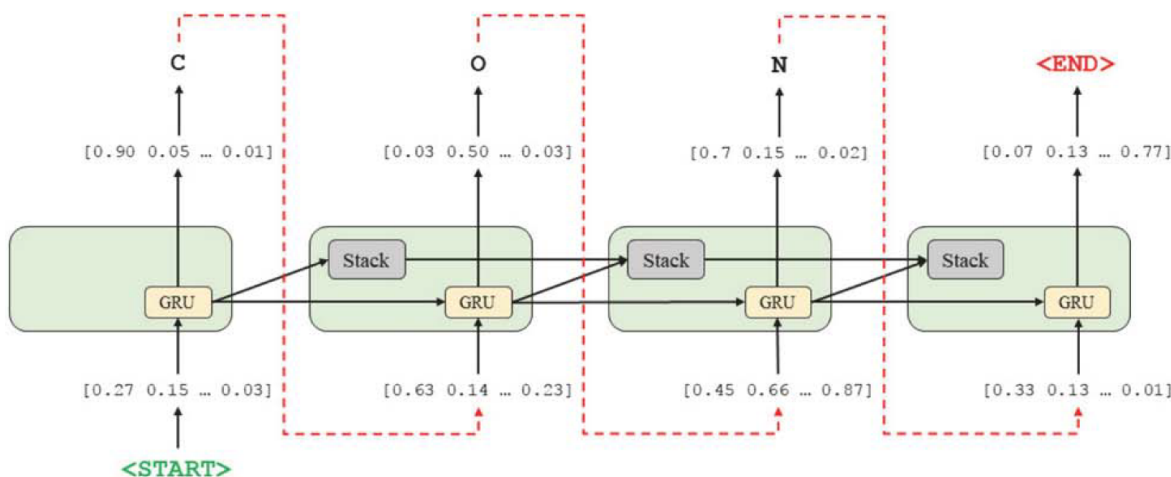 C O N <END>
[0.90 0.05 … 0.01] [0.03 0.50 … 0.03] [0.7 0.15 … 0.02] [0.07 0.13 … 0.77]
Stack Stack Stack
GRU GRU GRU GRU
[0.27 0.15 … 0.03] [0.63 0.14 … 0.23] [0.45 0.66 … 0.87] [0.33 0.13 … 0.01]
<START>